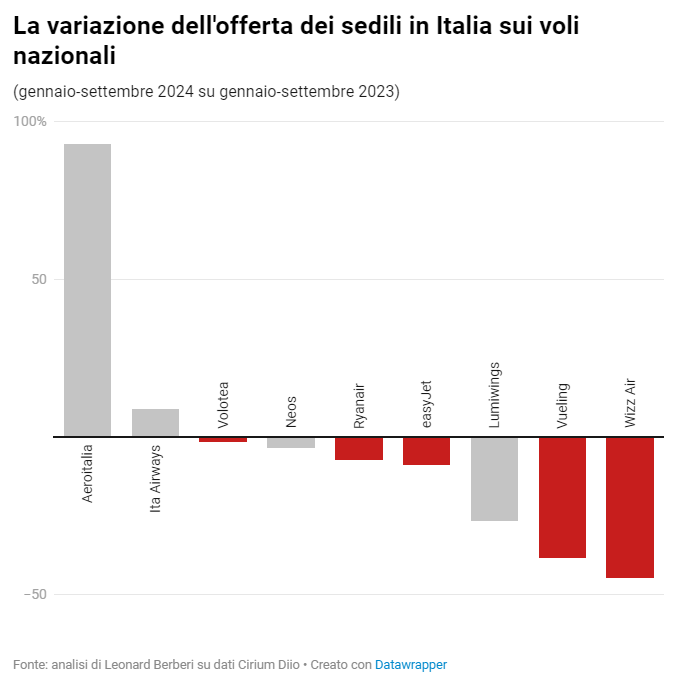 La variazione dell'offerta dei sedili in Italia sui voli
nazionali
(gennaio-settembre 2024 su gennaio-settembre 2023)
100%
50
Volotea
Neos
Ryanair
easyJet
Lumiwings
Vueling
Wizz Air
Aeroitalia
Ita Airways
−50
Fonte: analisi di Leonard Berberi su dati Cirium Diio • Creato con Datawrapper